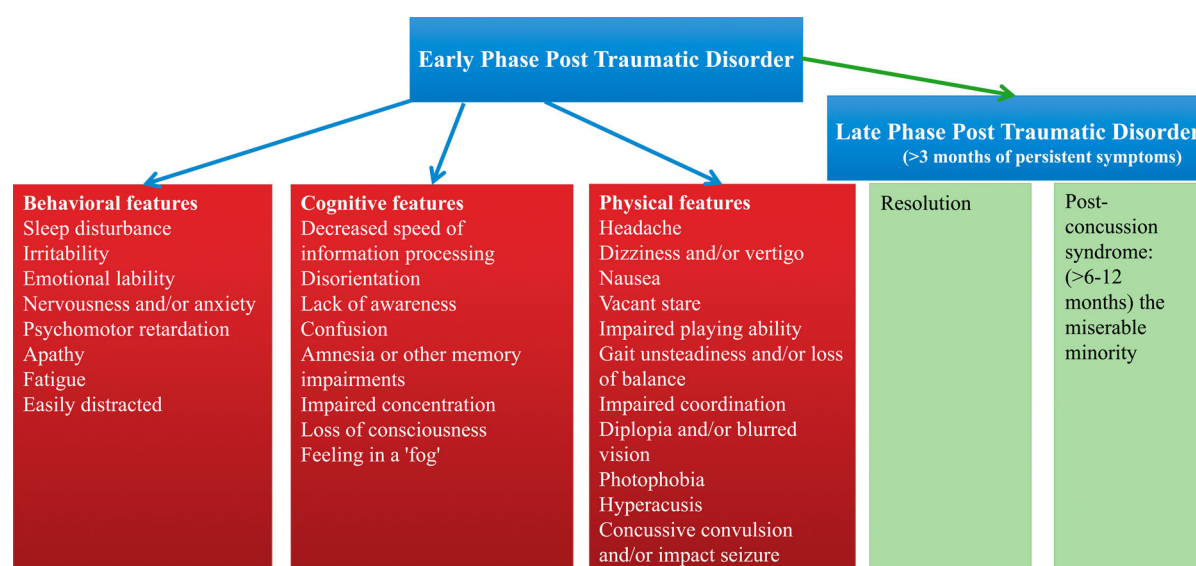 Early Phase Post Traumatic Disorder
Late Phase Post Traumatic Disorder
(>3 months of persistent symptoms)
Behavioral features
Sleep disturbance
Irritability
Emotional lability
Nervousness and/or anxiety
Psychomotor retardation
Apathy
Fatigue
Easily distracted
Cognitive features
Decreased speed of
information processing
Disorientation
Lack of awareness
Confusion
Amnesia or other memory
impairments
Impaired concentration
Loss of consciousness
Feeling in a 'fog'
Physical features
Headache
Dizziness and/or vertigo
Nausea
Vacant stare
Impaired playing ability
Gait unsteadiness and/or loss
of balance
Impaired coordination
Diplopia and/or blurred
vision
Photophobia
Hyperacusis
Concussive convulsion
and/or impact seizure
Resolution
Post-
concussion
syndrome:
(>6-12
months) the
miserable
minority